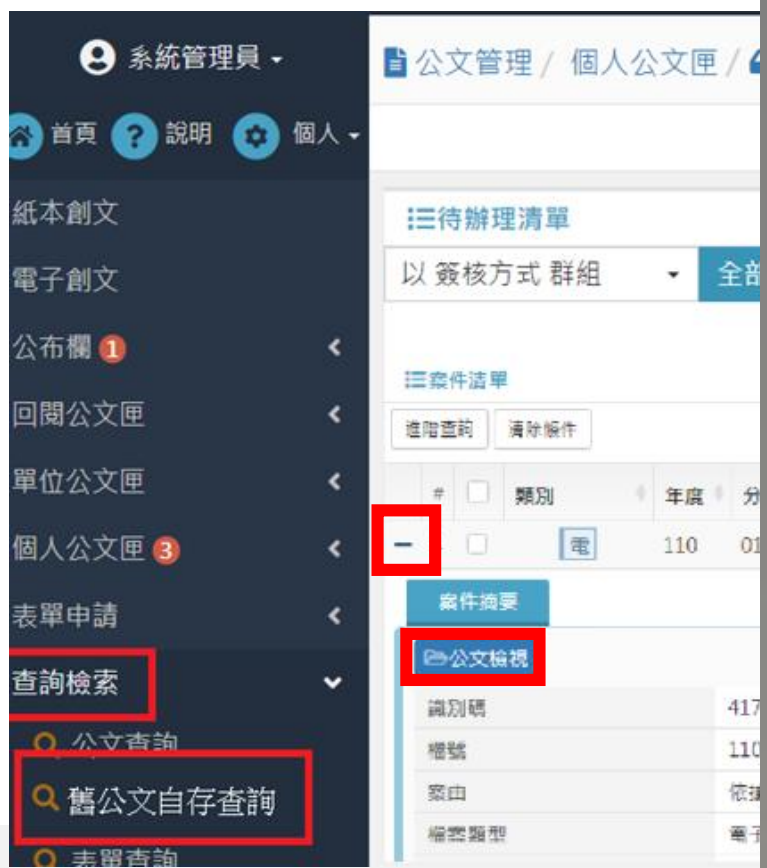 系統管理員
首頁 ? 說明 個人
紙本創文
電子創文
公布欄 1
回閱公文匣
單位公文匣
個人公文匣 3
表單申請
查詢檢索
公文查詢
舊公文自存查詢
表單查詢
公文管理 / 個人公文匣 /
待辦理清單
以 簽核方式 群組 全部
案件清單
進階查詢 清除條件
# 類別 年度 分
電 110 01
案件摘要
公文檢視
識別碼 417
檔號 110
案由 依據
檔案類型 電子